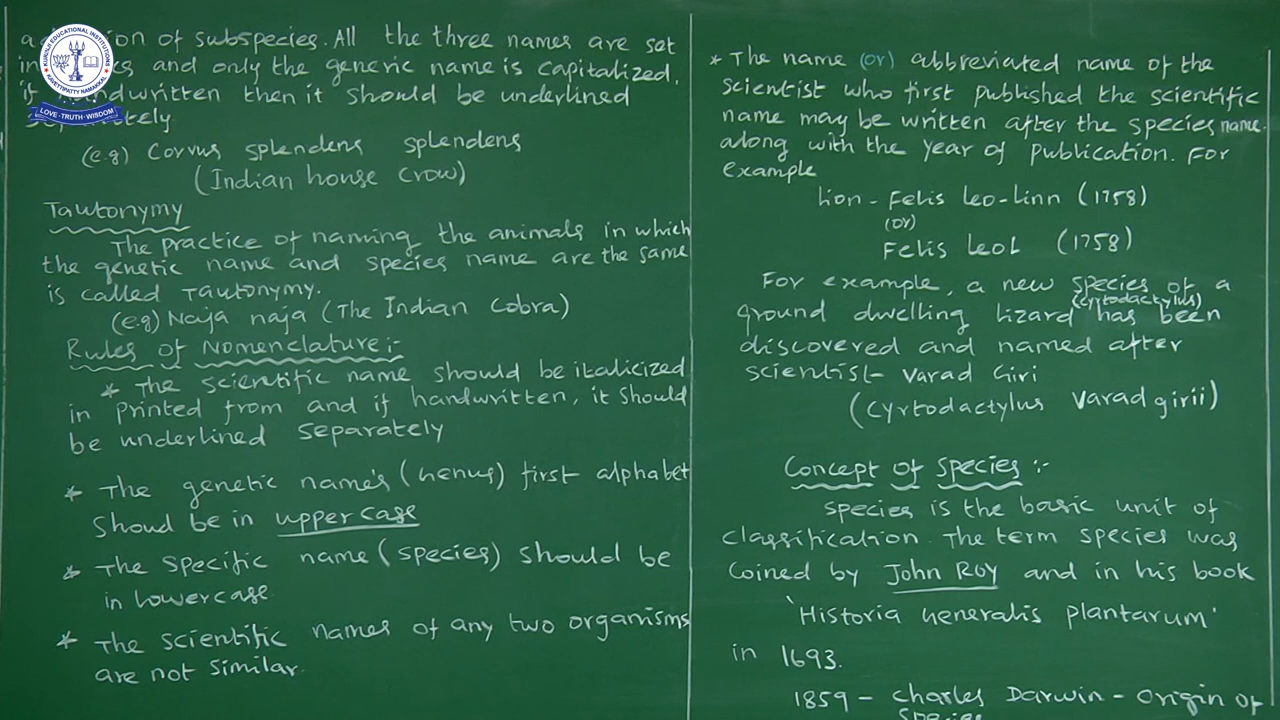 KURINJI EDUCATIONAL INSTITUTIONS
KAVETTIPATTY NAMAKKAL
LOVE · TRUTH · WISDOM
of subspecies. All the three names are set
and only the generic name is capitalized,
if handwritten then it should be underlined
separately
(e.g) Corvus splendens splendens
(Indian house crow)
Tautonymy
The practice of naming the animals in which
the genetic name and species name are the same
is called Tautonymy.
(e.g) Naja naja (The Indian Cobra)
Rules of Nomenclature :-
* The scientific name should be italicized
in printed from and if handwritten, it should
be underlined separately
* The genetic name's (Genus) first alphabet
Shoud be in uppercase
* The specific name (species) should be
in lowercase
* The scientific names of any two organisms
are not similar.
* The name (or) abbreviated name of the
scientist who first published the scientific
name may be written after the species name.
along with the year of publication. For
example
Lion - Felis leo-Linn (1758)
(or)
Felis leoL (1758)
For example, a new species of a
(cyrtodactylus)
ground dwelling lizard has been
discovered and named after
scientist - Varad Giri
(Cyrtodactylus Varadgirii)
Concept of species :-
Species is the basic unit of
classification. The term species was
coined by John Roy and in his book
'Historia Generalis plantarum'
in 1693.
1859 - Charles Darwin - Origin of
Species